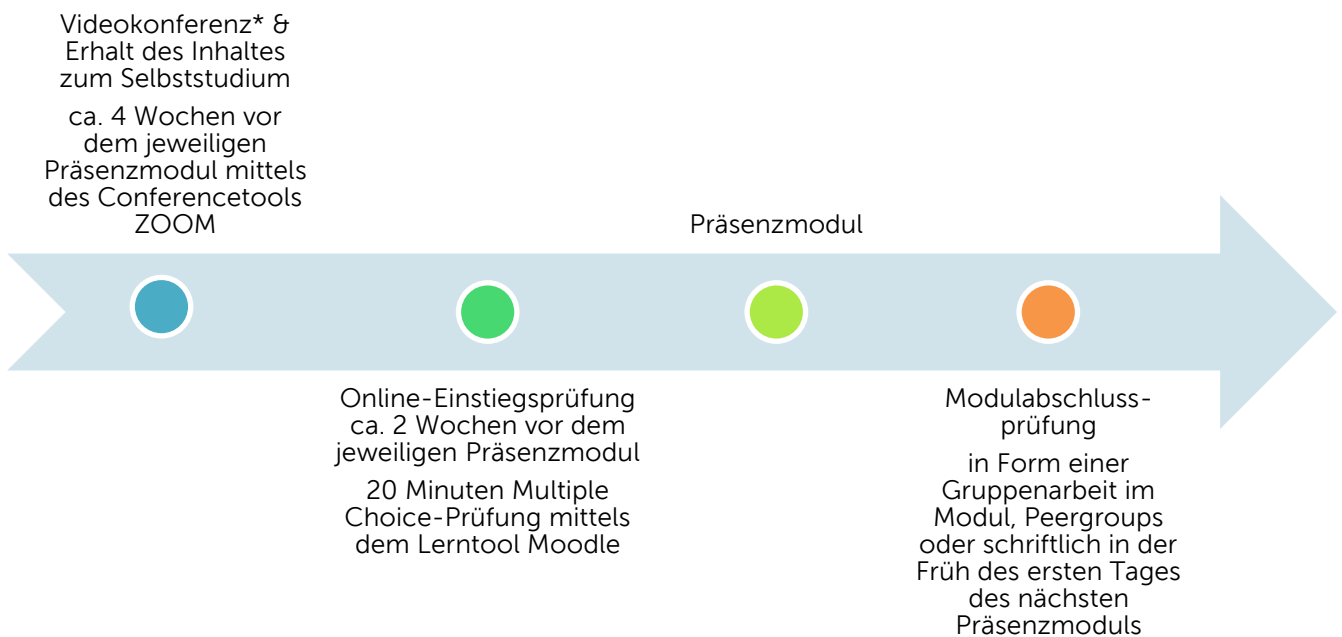 Videokonferenz* &
Erhalt des Inhaltes
zum Selbststudium
ca. 4 Wochen vor
dem jeweiligen
Präsenzmodul mittels
des Conferencetools
ZOOM
Online-Einstiegsprüfung
ca. 2 Wochen vor dem
jeweiligen Präsenzmodul
20 Minuten Multiple
Choice-Prüfung mittels
dem Lerntool Moodle
Präsenzmodul
Modulabschluss-
prüfung
in Form einer
Gruppenarbeit im
Modul, Peergroups
oder schriftlich in der
Früh des ersten Tages
des nächsten
Präsenzmoduls